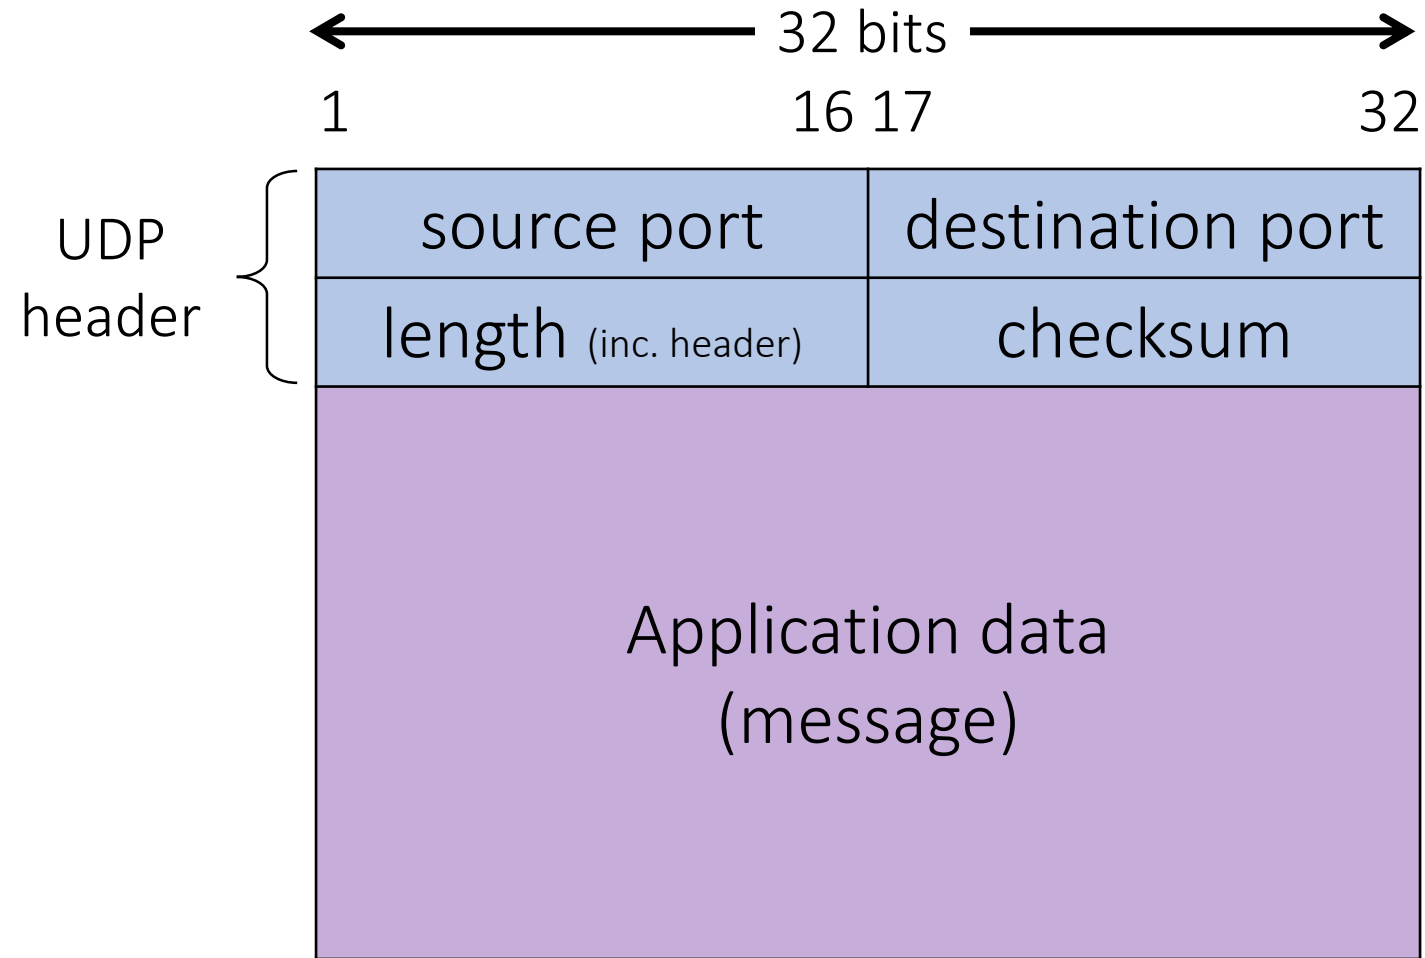 32 bits
1 16 17 32
UDP
header
source port destination port
length (inc. header) checksum
Application data
(message)